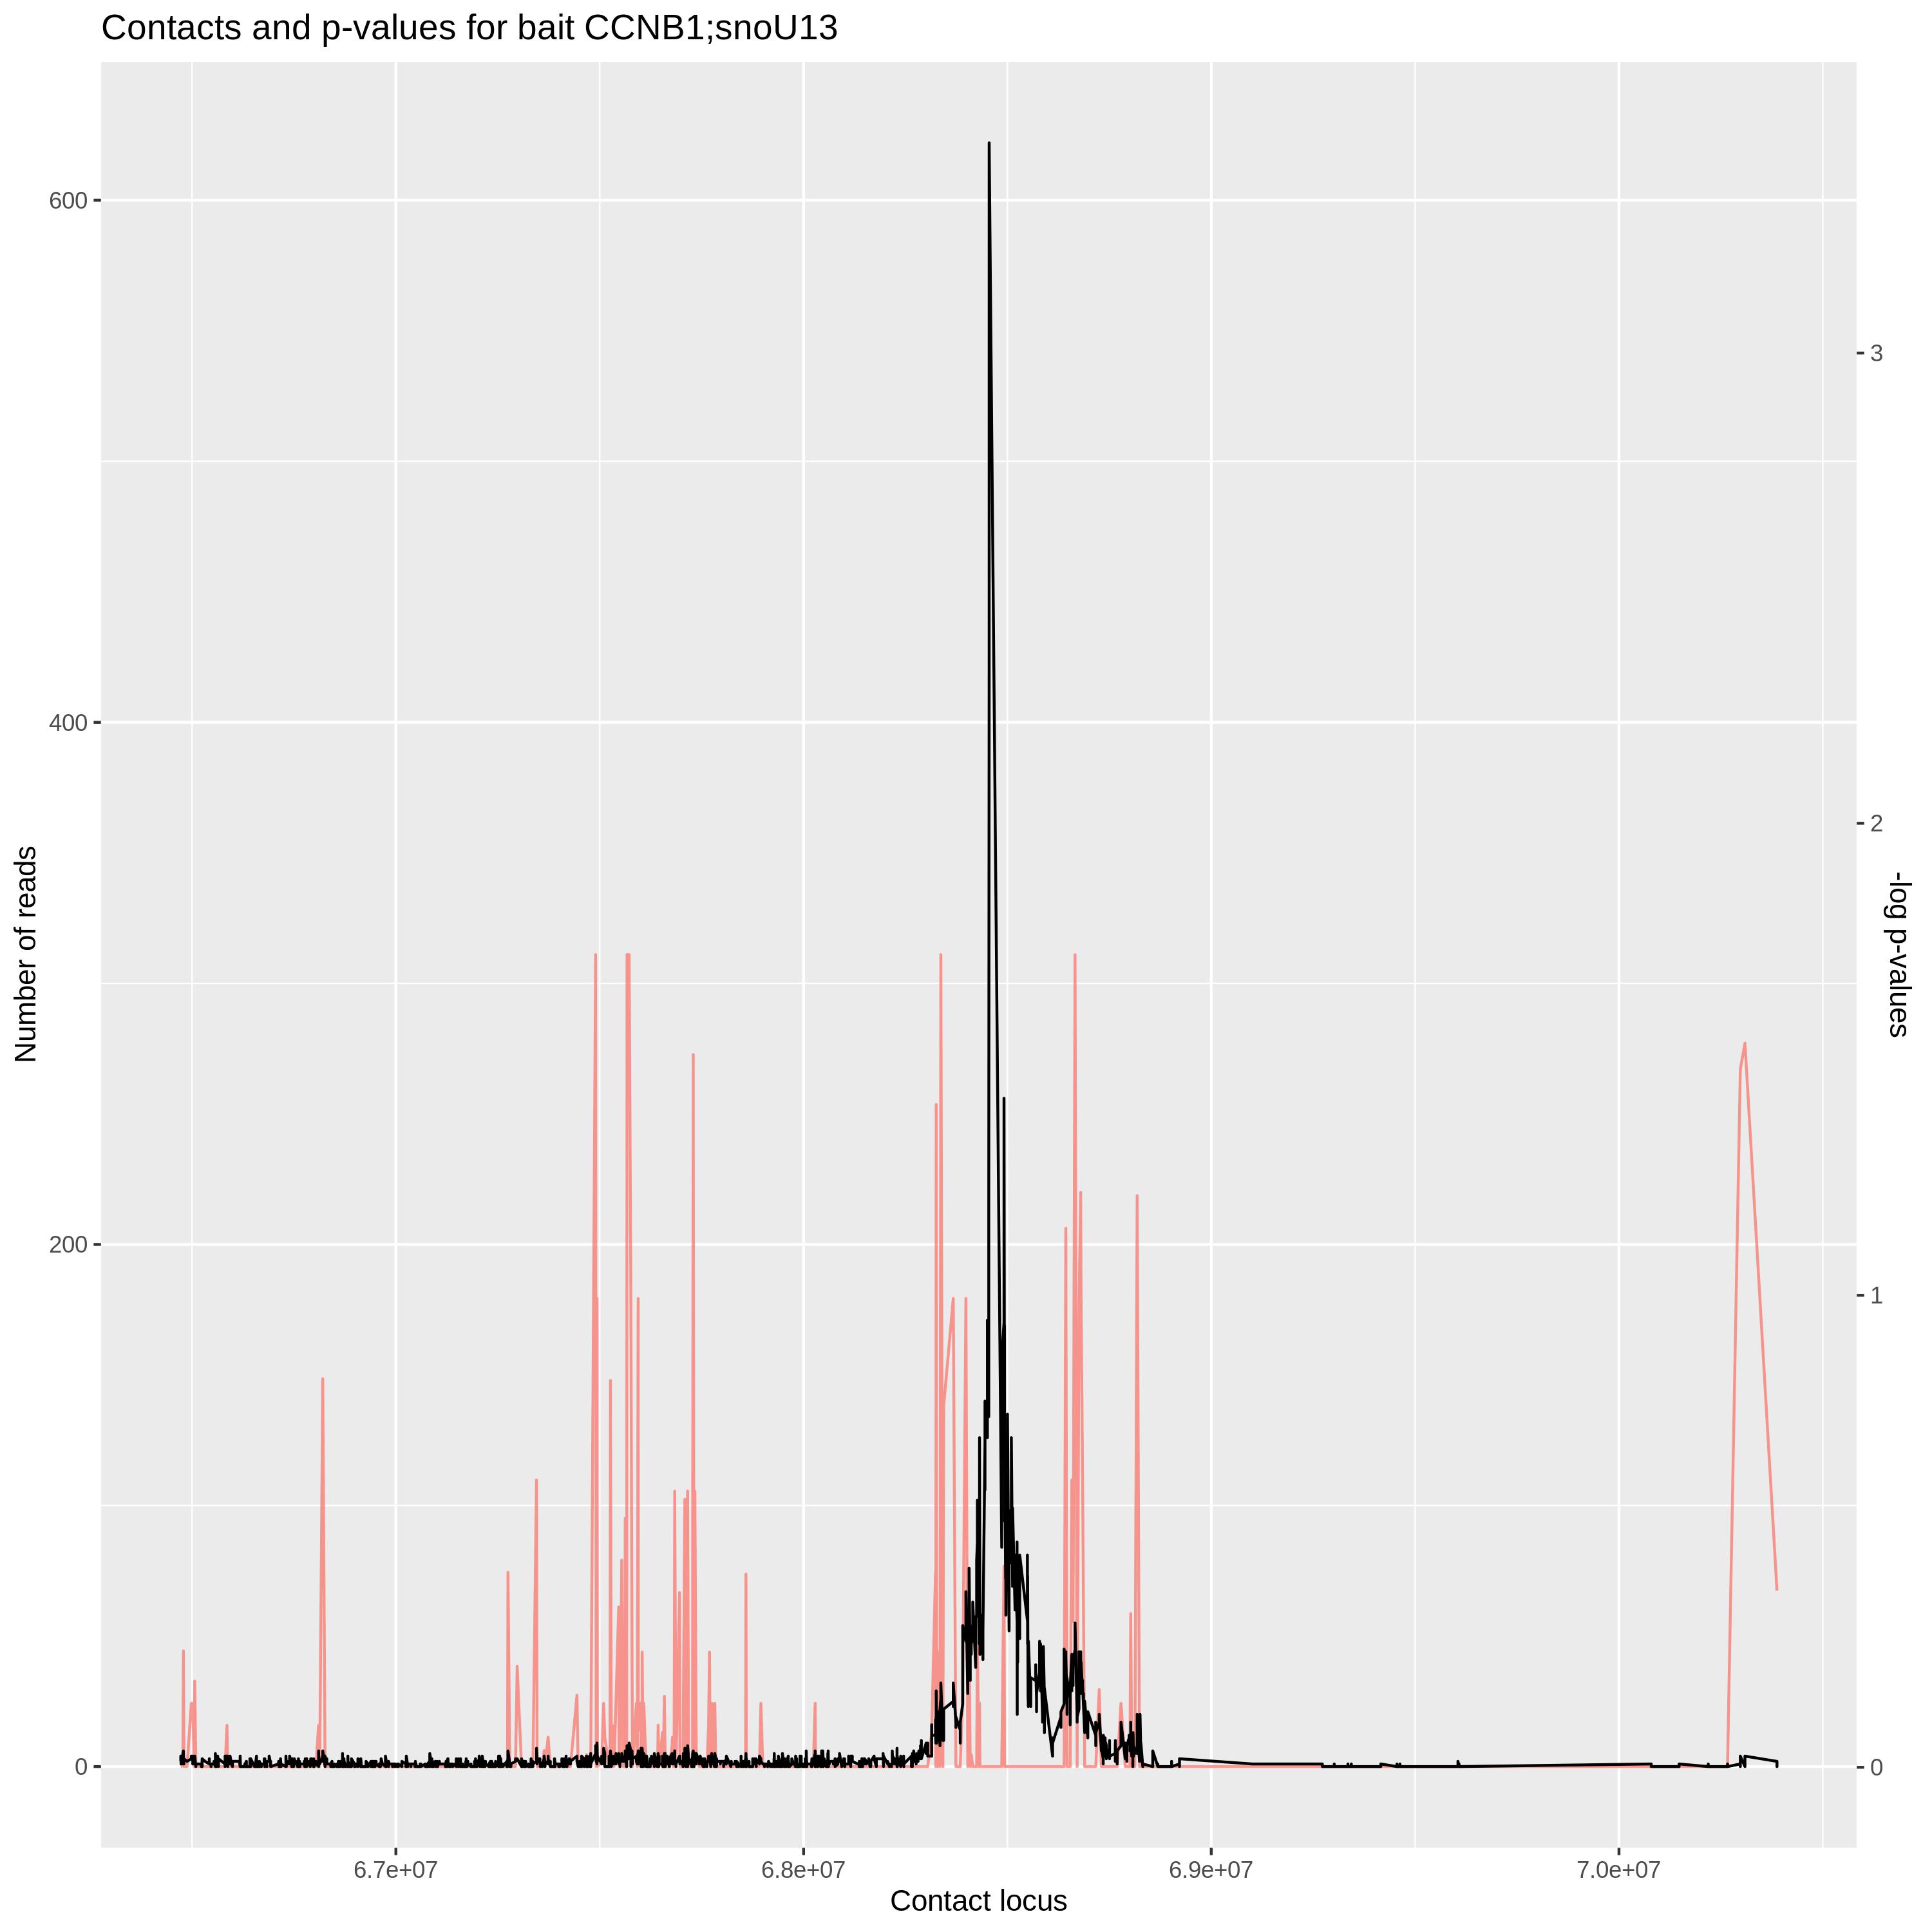 Contacts and p-values for bait CCNB1;snoU13
600
400
200
0
Number of reads
3
2
1
0
-log p-values
6.7e+07
6.8e+07
6.9e+07
7.0e+07
Contact locus